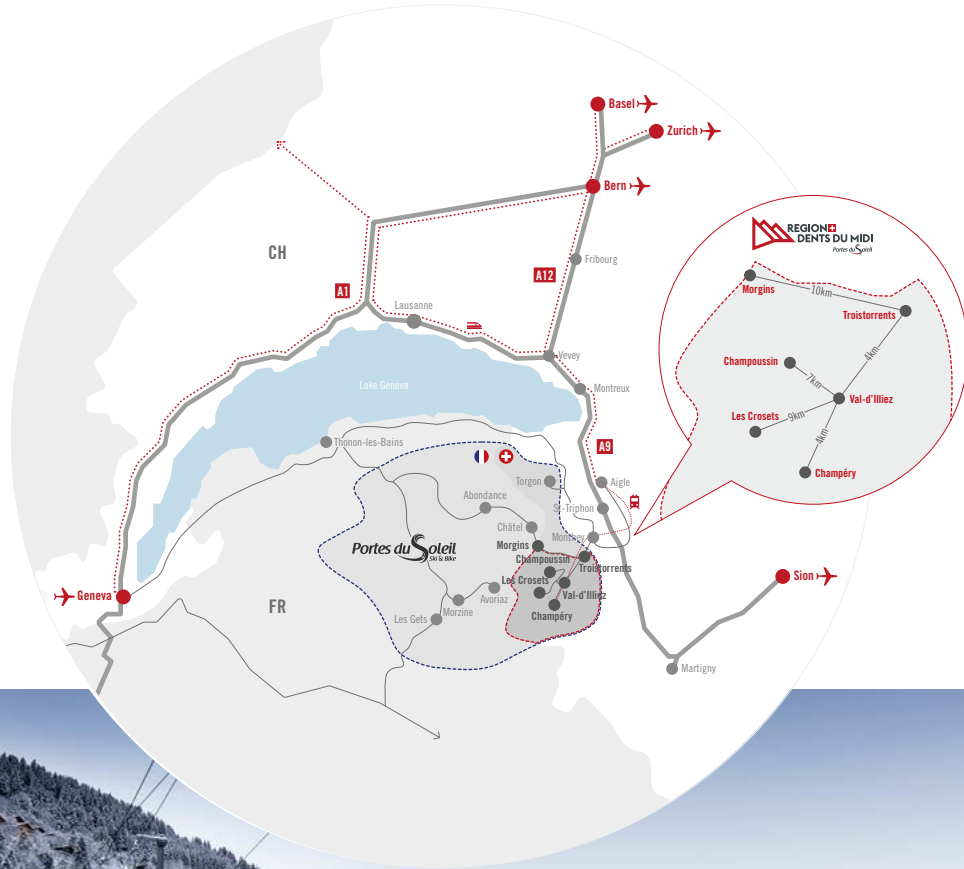 Basel
Zurich
Bern
REGION
DENTS DU MIDI
Portes du Soleil
CH
Fribourg
A12
A1
Morgins
10km
Troistorrents
Lausanne
Vevey
4km
Champoussin
7km
Lake Geneva
Montreux
Val-d'Illiez
Les Crosets
9km
4km
Thonon-les-Bains
A9
Champéry
Torgon
Aigle
Abondance
St-Triphon
Châtel
Monthey
Morgins
Portes du Soleil
Ski & Bike
Champoussin
Troistorrents
Les Crosets
Sion
Val-d'Illiez
Avoriaz
Geneva
FR
Morzine
Champéry
Les Gets
Martigny